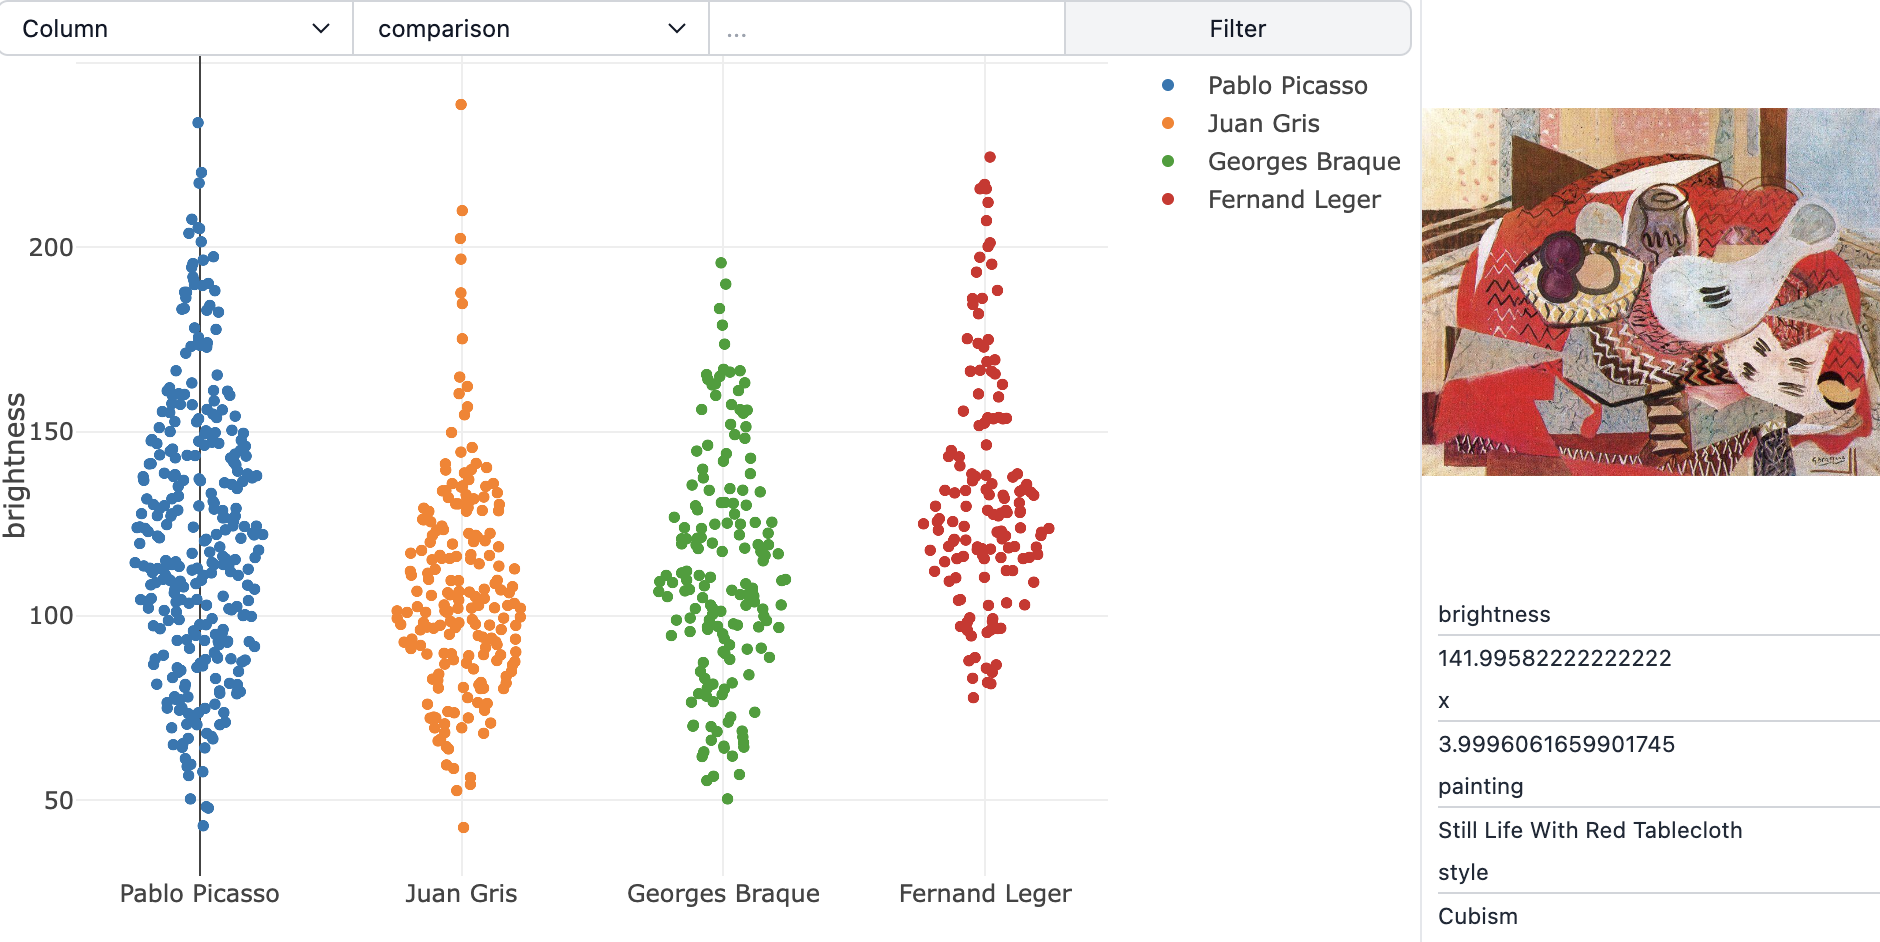 Column
comparison
...
Filter
Pablo Picasso
Juan Gris
Georges Braque
Fernand Leger
brightness
200
150
100
50
Pablo Picasso
Juan Gris
Georges Braque
Fernand Leger
brightness
141.99582222222222
x
3.9996061659901745
painting
Still Life With Red Tablecloth
style
Cubism